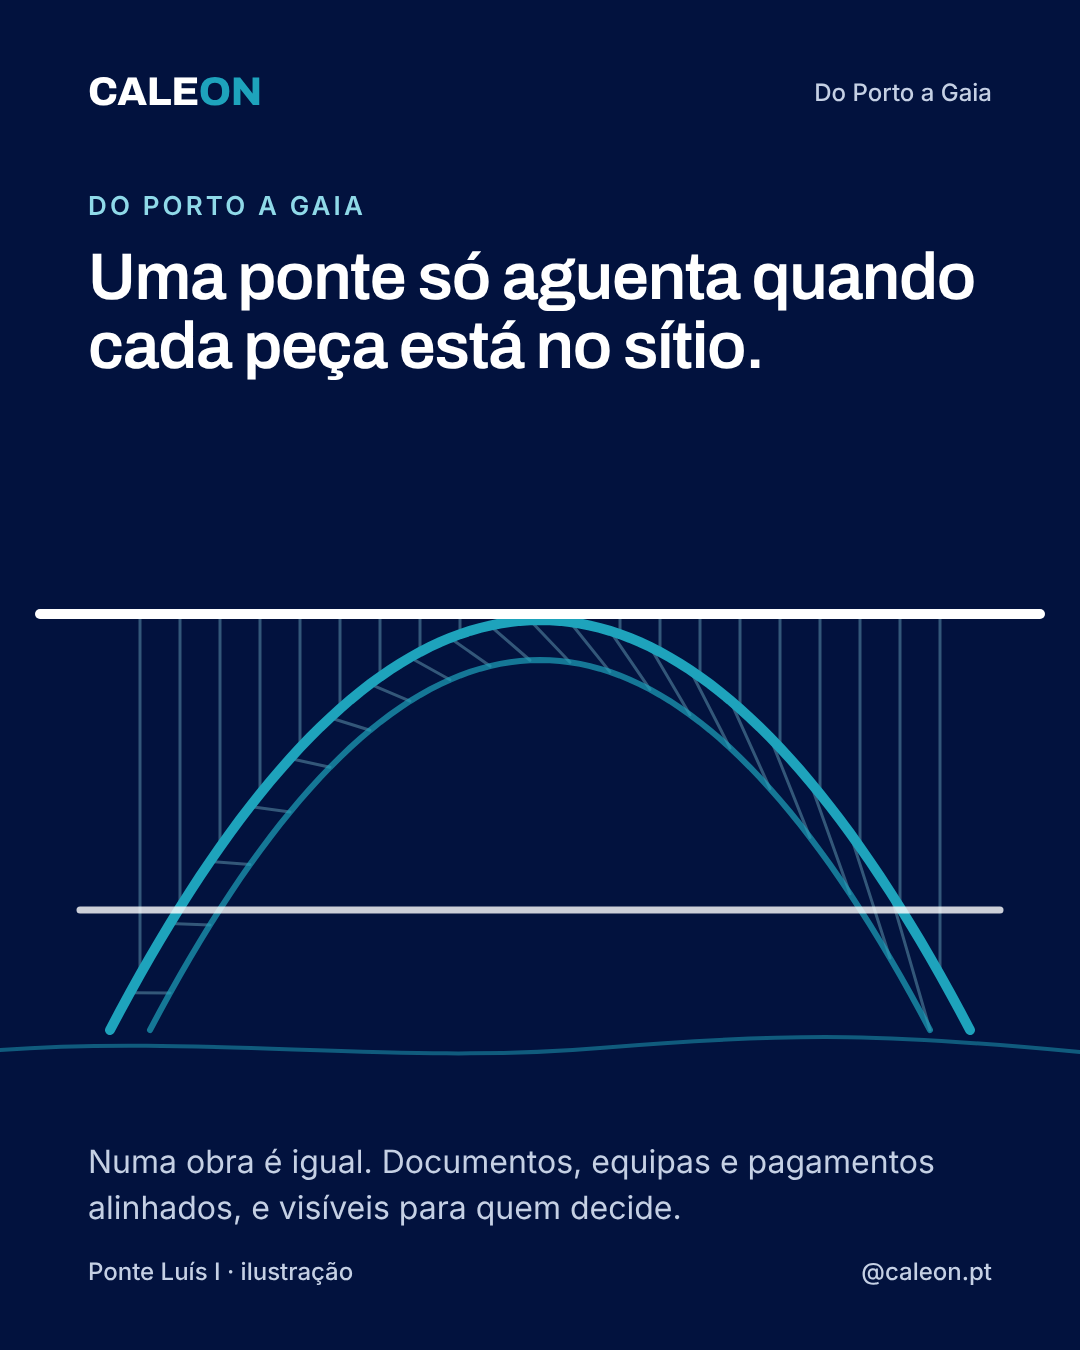 CALEON
Do Porto a Gaia
DO PORTO A GAIA
Uma ponte só aguenta quando
cada peça está no sítio.
Numa obra é igual. Documentos, equipas e pagamentos
alinhados, e visíveis para quem decide.
Ponte Luís I · ilustração
@caleon.pt